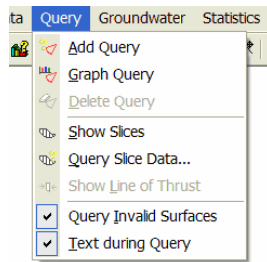 ta Query Groundwater Statistics
Add Query
Graph Query
Delete Query
Show Slices
Query Slice Data...
Show Line of Thrust
Query Invalid Surfaces
Text during Query